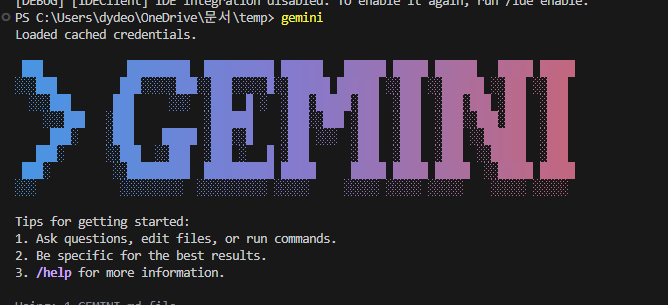 [DEBUG] [IDEClient] IDE integration disabled. To enable it again, run /ide enable.
PS C:\Users\dydeo\OneDrive\문서\temp> gemini
Loaded cached credentials.
> GEMINI
Tips for getting started:
1. Ask questions, edit files, or run commands.
2. Be specific for the best results.
3. /help for more information.
Using: 1 GEMINI.md file